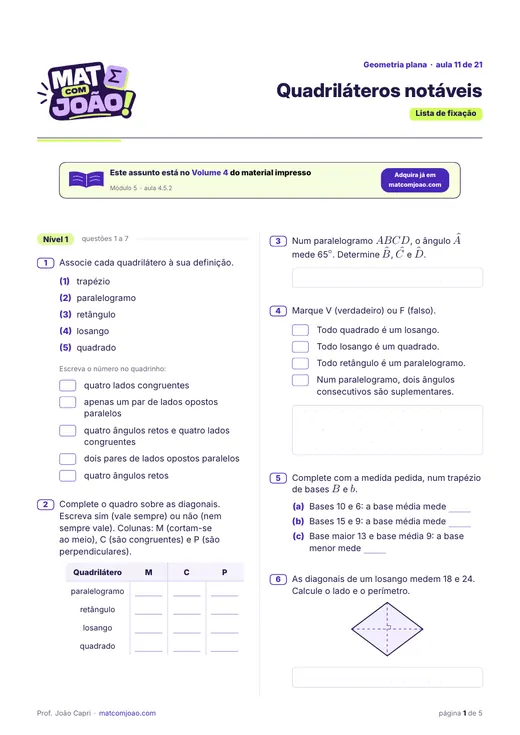 MAT
COM
JOÃO!
Σ
Geometria plana · aula 11 de 21
Quadriláteros notáveis
Lista de fixação
Este assunto está no Volume 4 do material impresso
Módulo 5 · aula 4.5.2
Adquira já em
matcomjoao.com
Nível 1 questões 1 a 7
1 Associe cada quadrilátero à sua definição.
(1) trapézio
(2) paralelogramo
(3) retângulo
(4) losango
(5) quadrado
Escreva o número no quadrinho:
quatro lados congruentes
apenas um par de lados opostos
paralelos
quatro ângulos retos e quatro lados
congruentes
dois pares de lados opostos paralelos
quatro ângulos retos
2 Complete o quadro sobre as diagonais.
Escreva sim (vale sempre) ou não (nem
sempre vale). Colunas: M (cortam-se
ao meio), C (são congruentes) e P (são
perpendiculares).
Quadrilátero M C P
paralelogramo
retângulo
losango
quadrado
3 Num paralelogramo ABCD, o ângulo Â
mede 65°. Determine B̂, Ĉ e D̂.
4 Marque V (verdadeiro) ou F (falso).
Todo quadrado é um losango.
Todo losango é um quadrado.
Todo retângulo é um paralelogramo.
Num paralelogramo, dois ângulos
consecutivos são suplementares.
5 Complete com a medida pedida, num trapézio
de bases B e b.
(a) Bases 10 e 6: a base média mede ____
(b) Bases 15 e 9: a base média mede ____
(c) Base maior 13 e base média 9: a base
menor mede ____
6 As diagonais de um losango medem 18 e 24.
Calcule o lado e o perímetro.
Prof. João Capri · matcomjoao.com
página 1 de 5